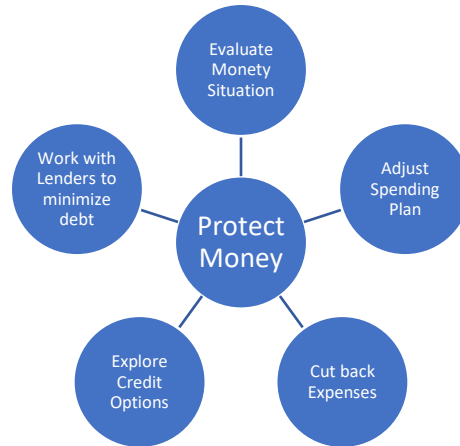 Evaluate
Monety
Situation
Adjust
Spending
Plan
Cut back
Expenses
Explore
Credit
Options
Work with
Lenders to
minimize
debt
Protect
Money